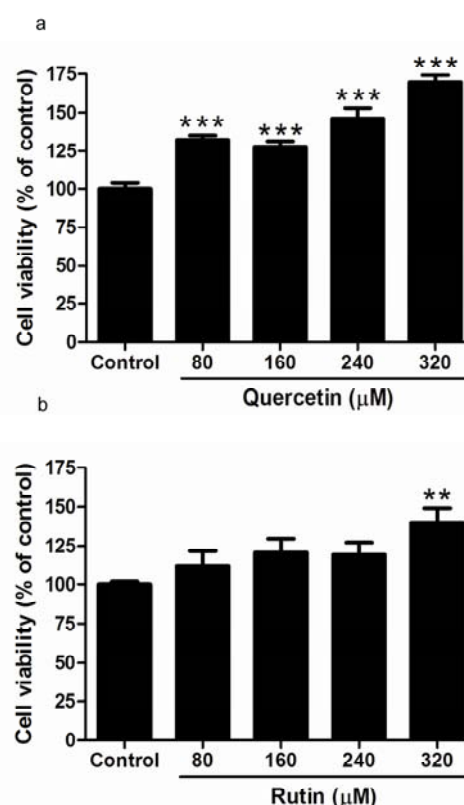 a
Cell viability (% of control)
175
150
125
100
75
50
25
0
***
***
***
***
Control 80 160 240 320
Quercetin (µM)
b
Cell viability (% of control)
175
150
125
100
75
50
25
0
**
Control 80 160 240 320
Rutin (µM)